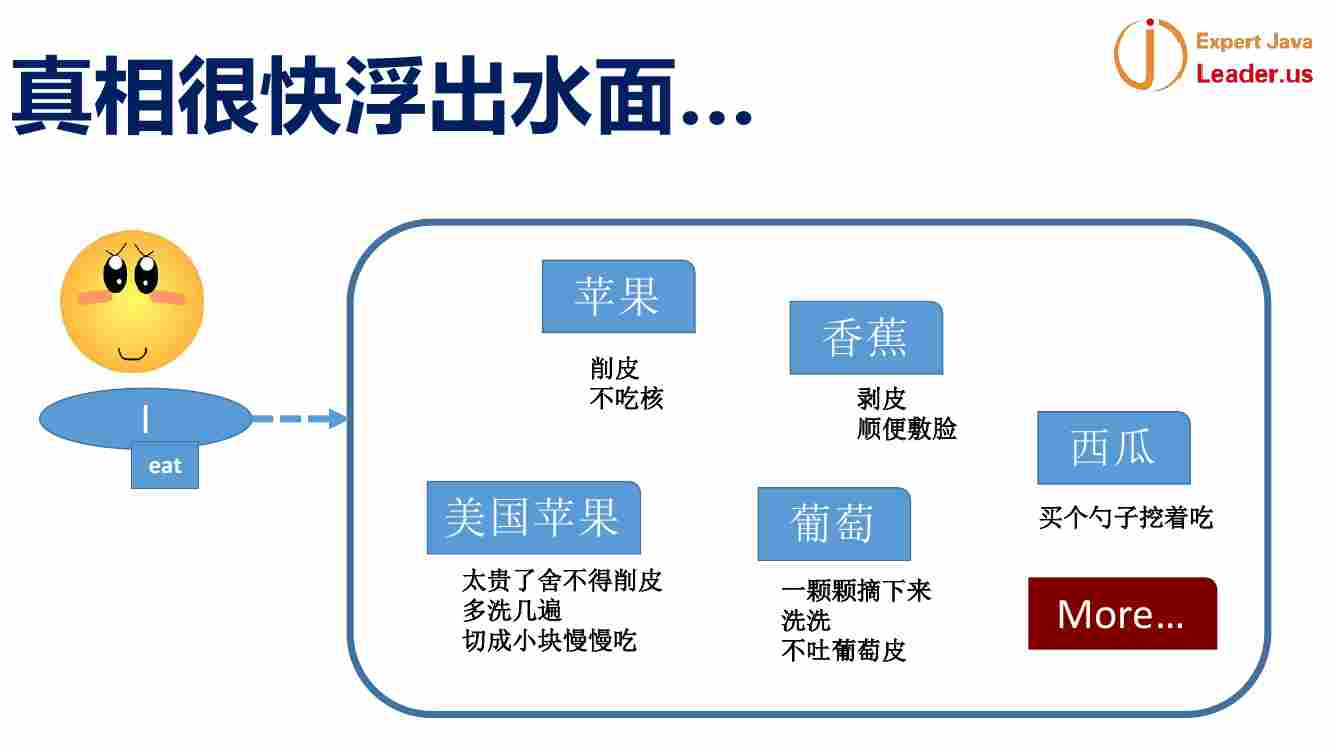 Expert Java
Leader.us
真相很快浮出水面…
苹果
削皮
不吃核
香蕉
剥皮
顺便敷脸
I
eat
西瓜
买个勺子挖着吃
美国苹果
太贵了舍不得削皮
多洗几遍
切成小块慢慢吃
葡萄
一颗颗摘下来
洗洗
不吐葡萄皮
More…